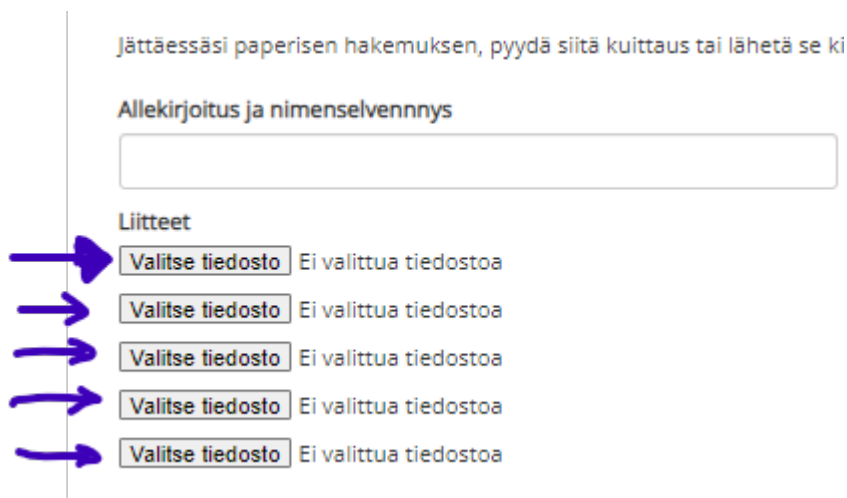 Jättäessäsi paperisen hakemuksen, pyydä siitä kuittaus tai lähetä se ki
Allekirjoitus ja nimenselvennnys
Liitteet
Valitse tiedosto Ei valittua tiedostoa
Valitse tiedosto Ei valittua tiedostoa
Valitse tiedosto Ei valittua tiedostoa
Valitse tiedosto Ei valittua tiedostoa
Valitse tiedosto Ei valittua tiedostoa